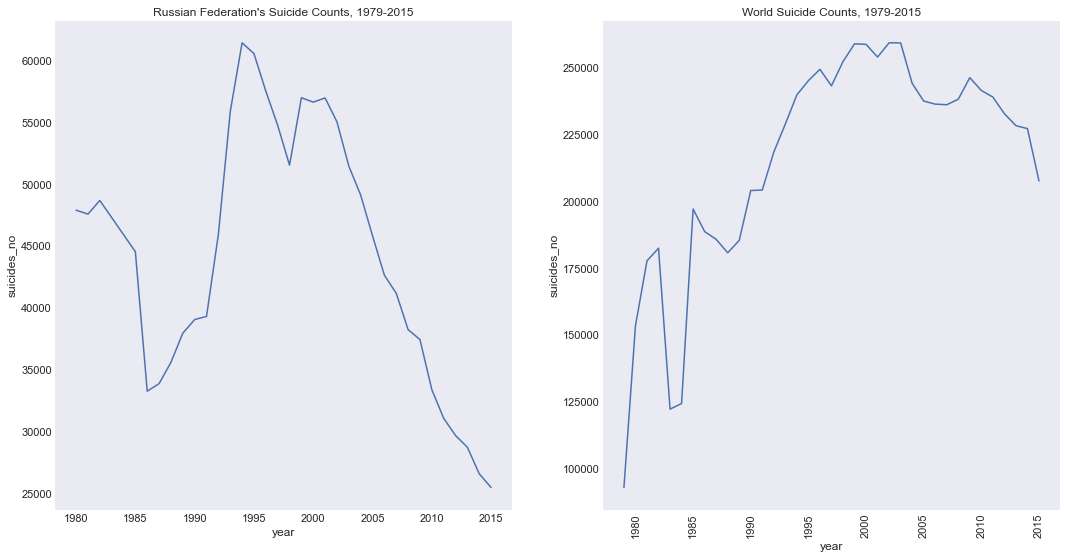 Russian Federation's Suicide Counts, 1979-2015
60000
55000
50000
45000
40000
35000
30000
25000
suicides_no
1980 1985 1990 1995 2000 2005 2010 2015
year
World Suicide Counts, 1979-2015
250000
225000
200000
175000
150000
125000
100000
suicides_no
1980 1985 1990 1995 2000 2005 2010 2015
year